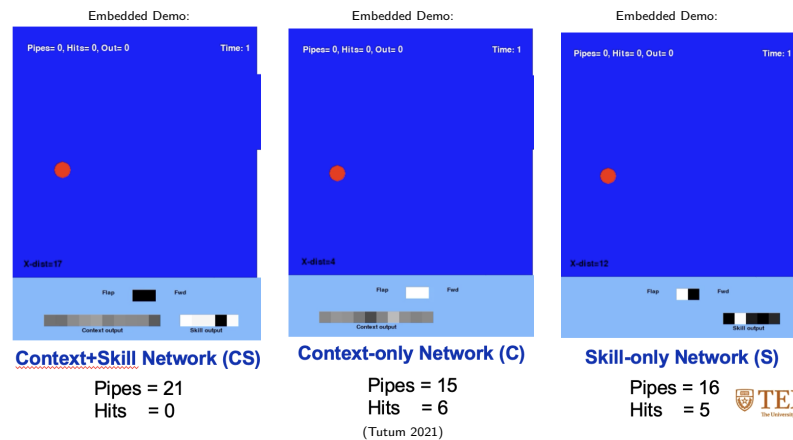 Embedded Demo:
Embedded Demo:
Embedded Demo:
Pipes= 0, Hits= 0, Out= 0
Time: 1
Pipes= 0, Hits= 0, Out= 0
Time: 1
Pipes= 0, Hits= 0, Out= 0
Time: 1
X-dist=17
X-dist=4
X-dist=12
Flap
Fwd
Flap
Fwd
Flap
Fwd
Context output
Skill output
Context output
Skill output
Context+Skill Network (CS)
Context-only Network (C)
Skill-only Network (S)
Pipes = 21
Hits = 0
Pipes = 15
Hits = 6
Pipes = 16
Hits = 5
(Tutum 2021)